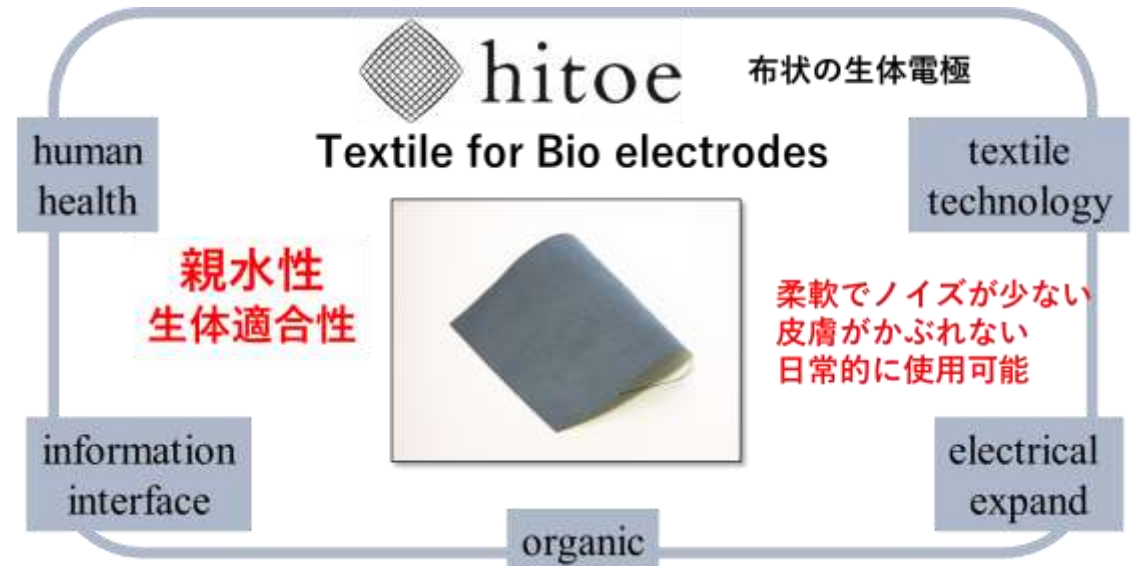 hitoe
布状の生体電極
Textile for Bio electrodes
human
health
textile
technology
親水性
生体適合性
柔軟でノイズが少ない
皮膚がかぶれない
日常的に使用可能
information
interface
electrical
expand
organic